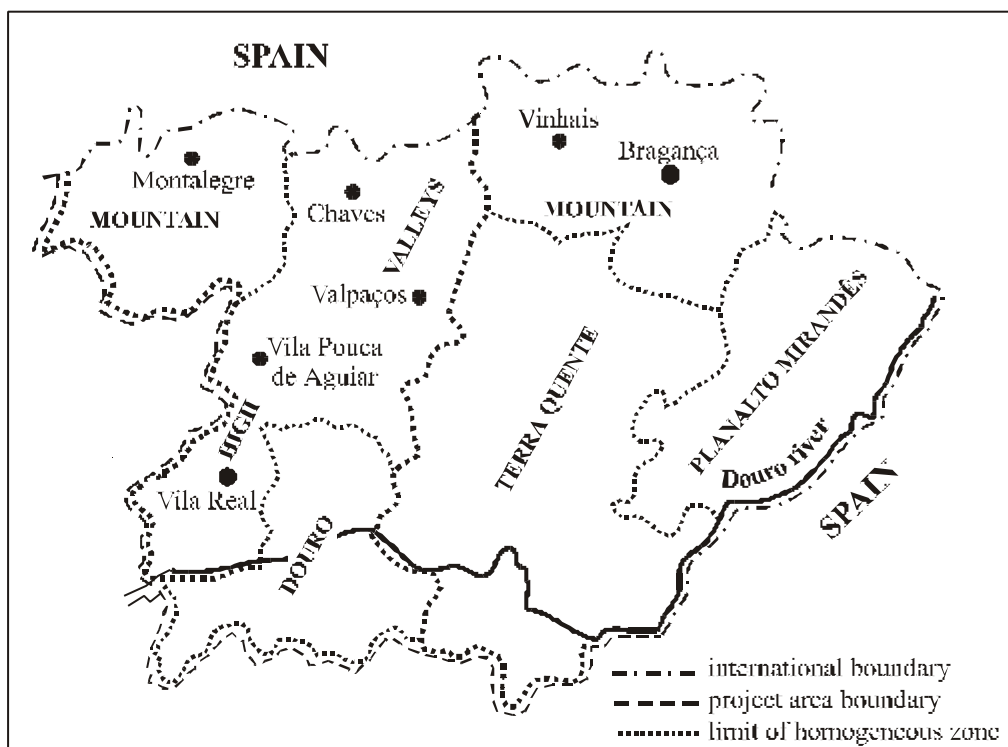 SPAIN
Vinhais
Bragança
Montalegre
MOUNTAIN
Chaves
VALLEYS
MOUNTAIN
Valpaços
Vila Pouca
de Aguiar
HIGH
TERRA QUENTE
PLANALTO MIRANDÊS
Vila Real
Douro river
SPAIN
DOURO
international boundary
project area boundary
limit of homogeneous zone